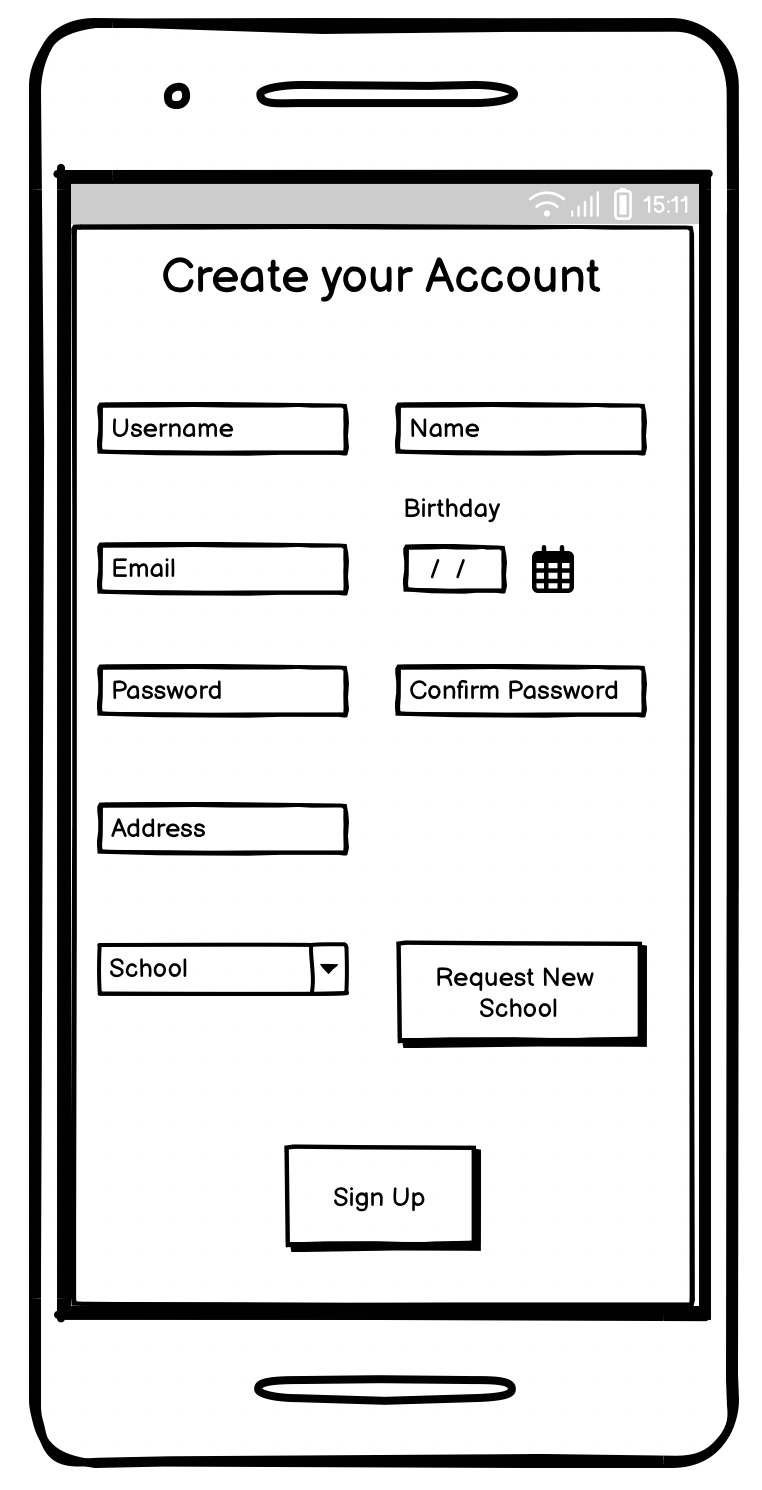 15:11
Create your Account
Username
Name
Birthday
Email
/ /
Password
Confirm Password
Address
School
Request New
School
Sign Up